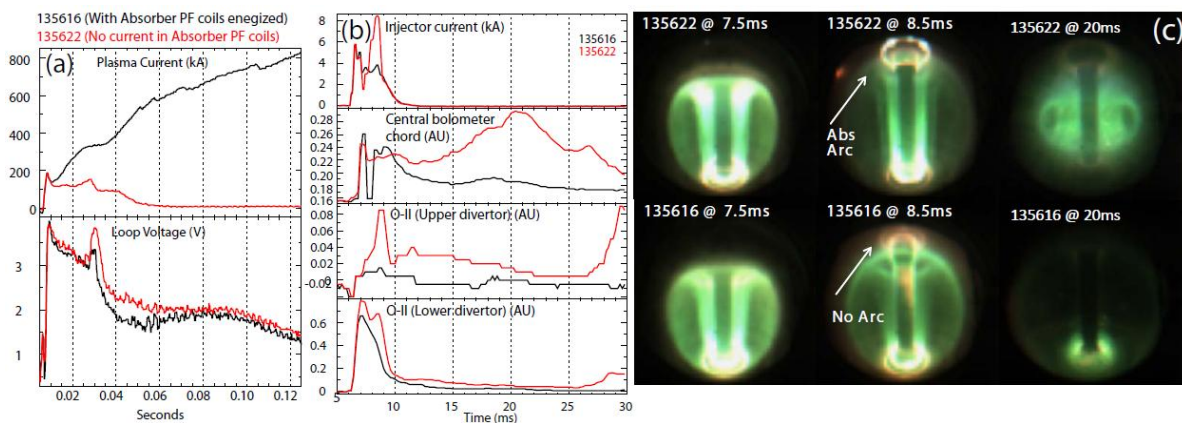 135616 (With Absorber PF coils enegized)
135622 (No current in Absorber PF coils)
(a)
Plasma Current (kA)
800
600
400
200
0
Loop Voltage (V)
3
2
1
0.02 0.04 0.06 0.08 0.10 0.12
Seconds
(b)
Injector current (kA)
135616
135622
8
6
4
2
0
Central bolometer
chord (AU)
0.28
0.26
0.24
0.22
0.20
0.18
0.16
O-II (Upper divertor) (AU)
0.08
0.06
0.04
0.02
-0.00
O-II (Lower divertor) (AU)
0.6
0.4
0.2
0
5 10 15 20 25 30
Time (ms)
135622 @ 7.5ms
135622 @ 8.5ms
135622 @ 20ms
(c)
Abs
Arc
135616 @ 7.5ms
135616 @ 8.5ms
135616 @ 20ms
No Arc